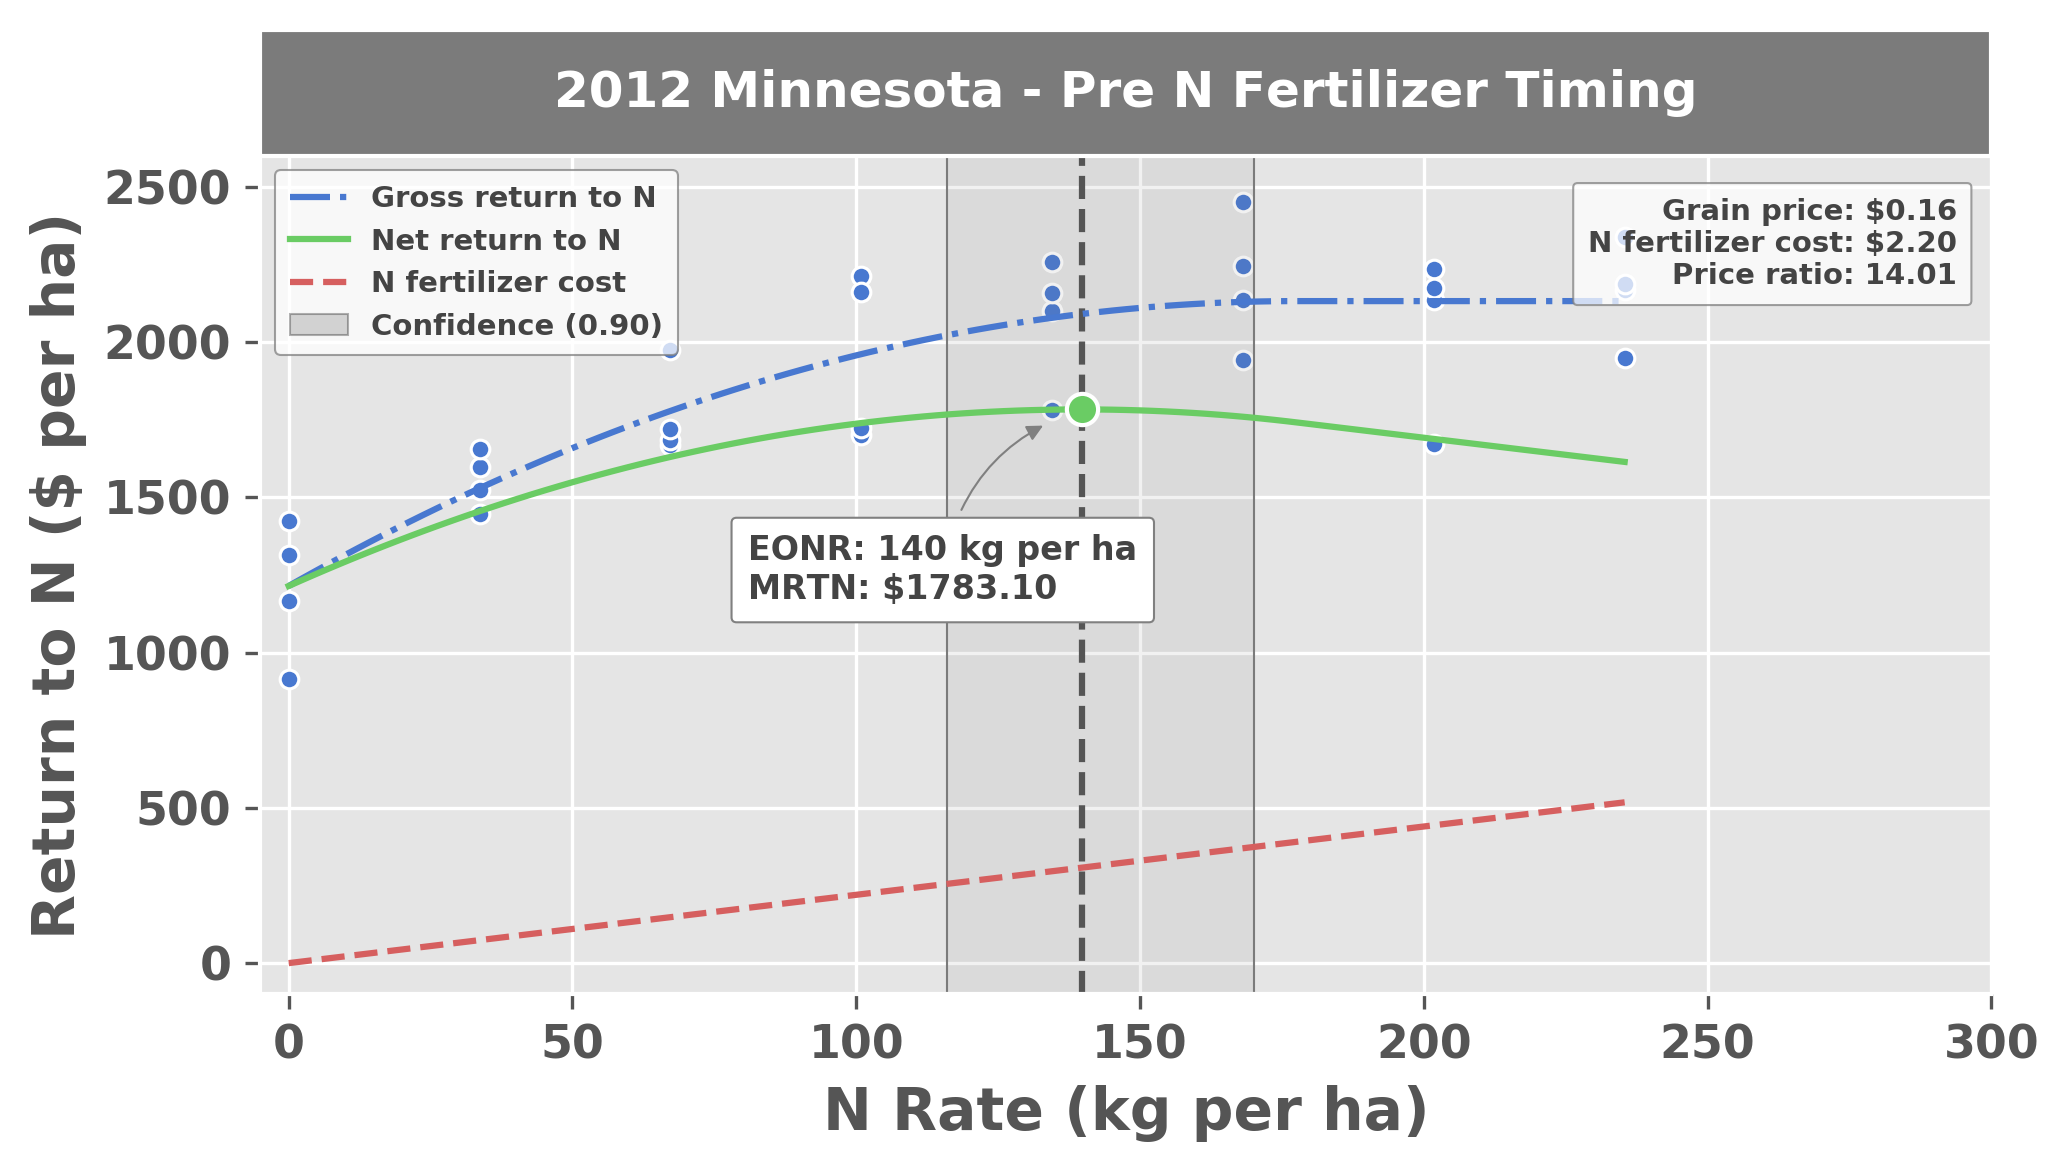 2012 Minnesota - Pre N Fertilizer Timing
Return to N ($ per ha)
2500
2000
1500
1000
500
0
Gross return to N
Net return to N
N fertilizer cost
Confidence (0.90)
Grain price: $0.16
N fertilizer cost: $2.20
Price ratio: 14.01
EONR: 140 kg per ha
MRTN: $1783.10
0 50 100 150 200 250 300
N Rate (kg per ha)